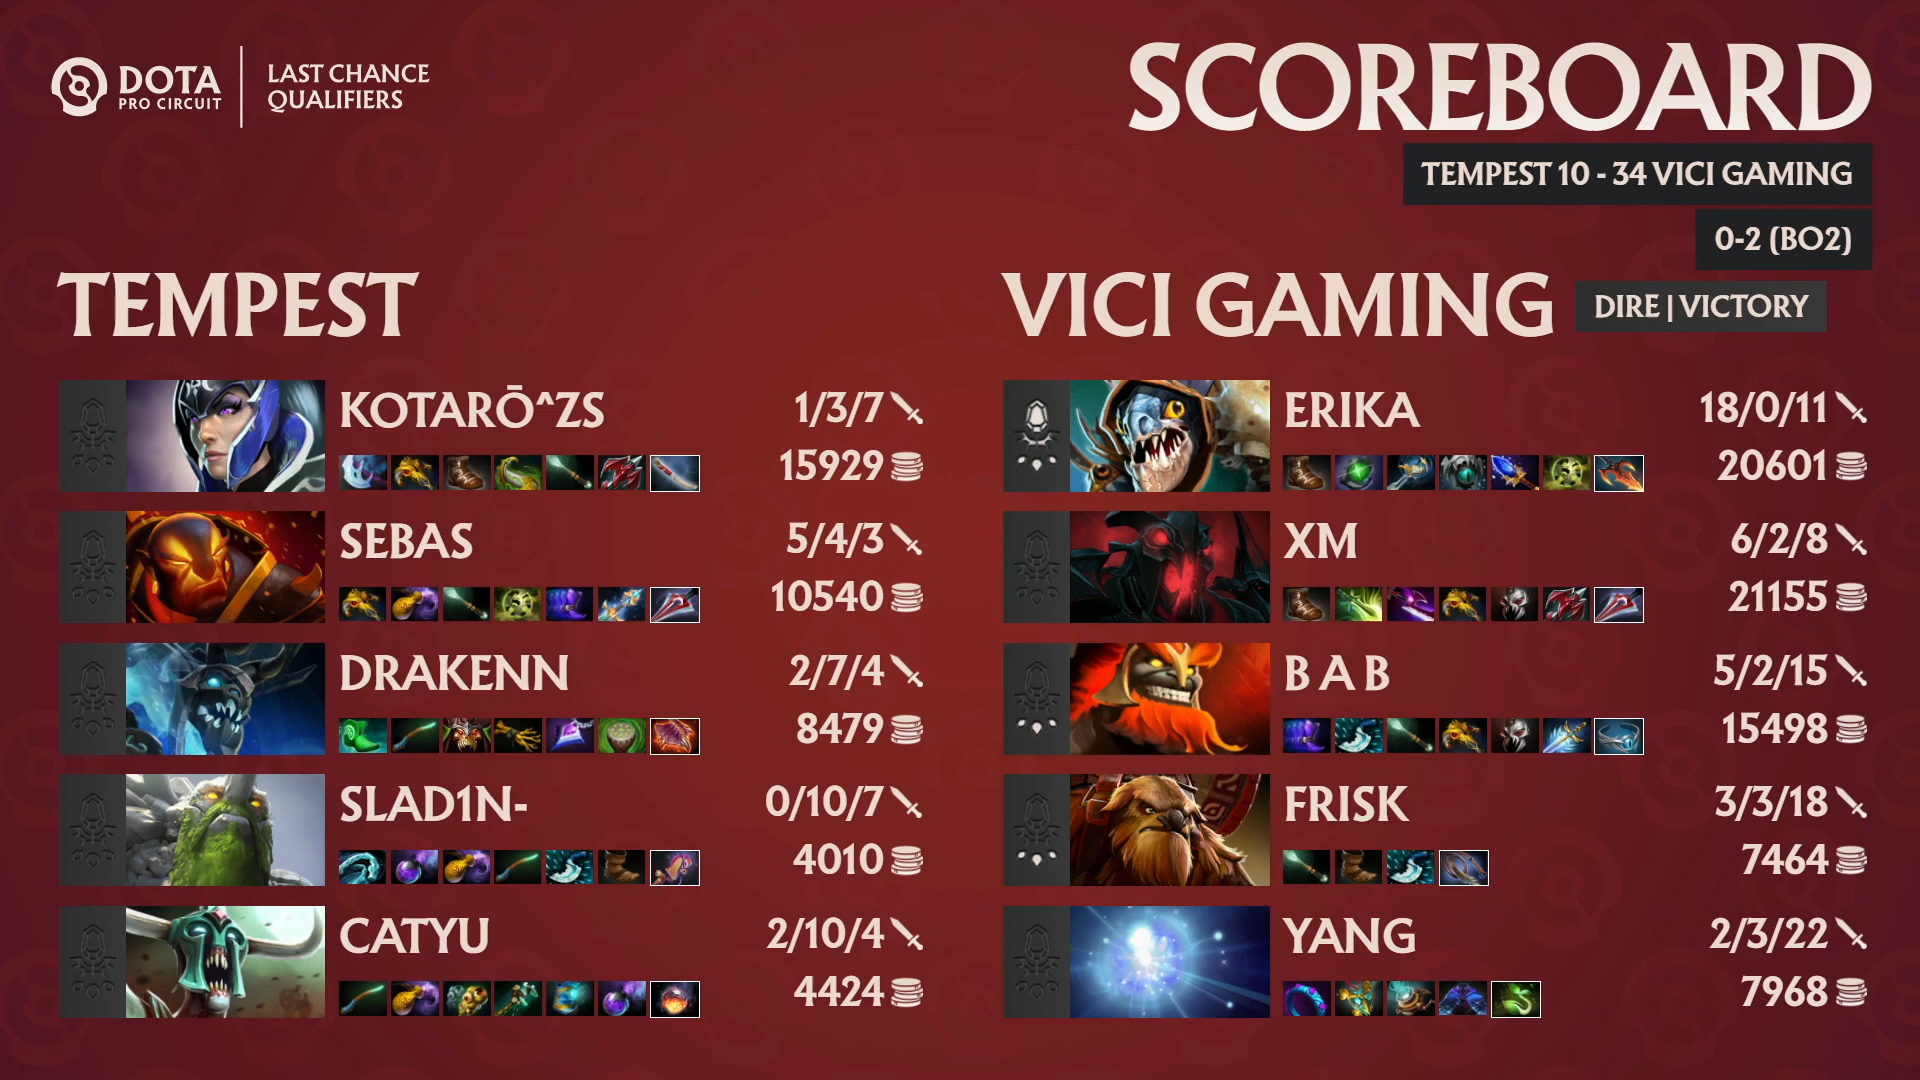 DOTA
PRO CIRCUIT
LAST CHANCE
QUALIFIERS
SCOREBOARD
TEMPEST 10 - 34 VICI GAMING
0-2 (BO2)
TEMPEST
KOTARŌ^ZS
1/3/7
15929
SEBAS
5/4/3
10540
DRAKENN
2/7/4
8479
SLAD1N-
0/10/7
4010
CATYU
2/10/4
4424
VICI GAMING
DIRE | VICTORY
ERIKA
18/0/11
20601
XM
6/2/8
21155
B A B
5/2/15
15498
FRISK
3/3/18
7464
YANG
2/3/22
7968